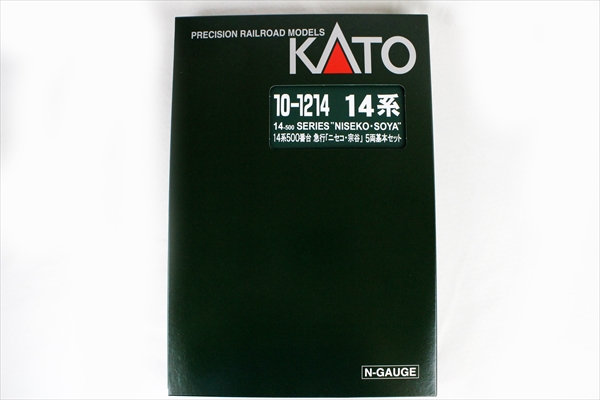 PRECISION RAILROAD MODELS
KATO
10-1214 14系
14-500 SERIES "NISEKO・SOYA"
14系500番台 急行「ニセコ・宗谷」 5両基本セット
N-GAUGE